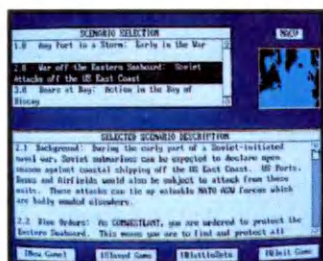 SCENARIO SELECTION
NACV
1.0 Any Port in a Storm: Early in the War
2.0 War off the Eastern Seaboard: Soviet
Attacks off the US East Coast
3.0 Bears at Bay: Action in the Bay of
Biscay
SELECTED SCENARIO DESCRIPTION
2.1 Background: During the early part of a Soviet-initiated
naval war, Soviet submarines can be expected to declare open
season against coastal shipping off the US East Coast. US Ports,
Bases and Airfields would also be subject to attack from these
units. These attacks can tie up valuable NATO ASW forces which
are badly needed elsewhere.
2.2 Blue Orders: As COMWESTLANT, you are ordered to protect the
Eastern Seaboard. This means you are to find and protect all
New Game
Saved Game
BattleSets
Quit Game